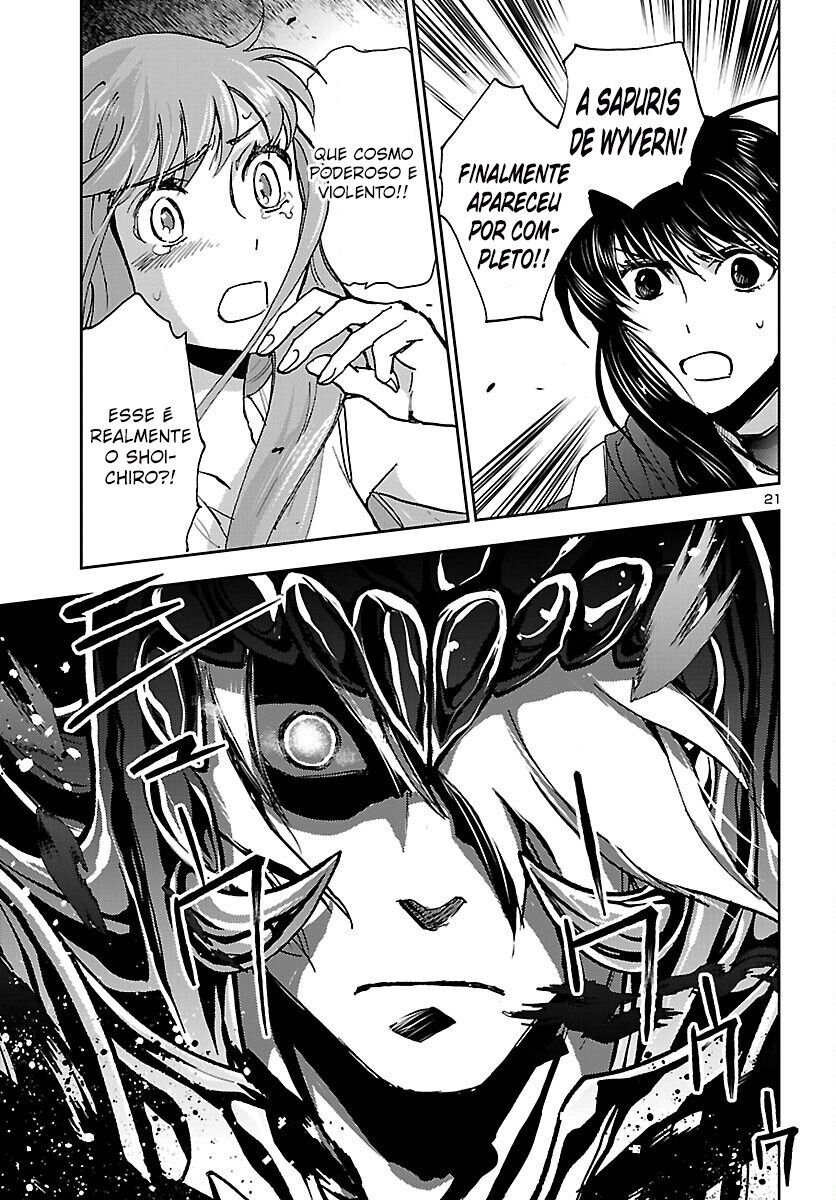 A SAPURIS
DE WYVERN!
FINALMENTE
APARECEU
POR COM-
PLETO!!
QUE COSMO
PODEROSO E
VIOLENTO!!
ESSE É
REALMENTE
O SHOI-
CHIRO?!
21